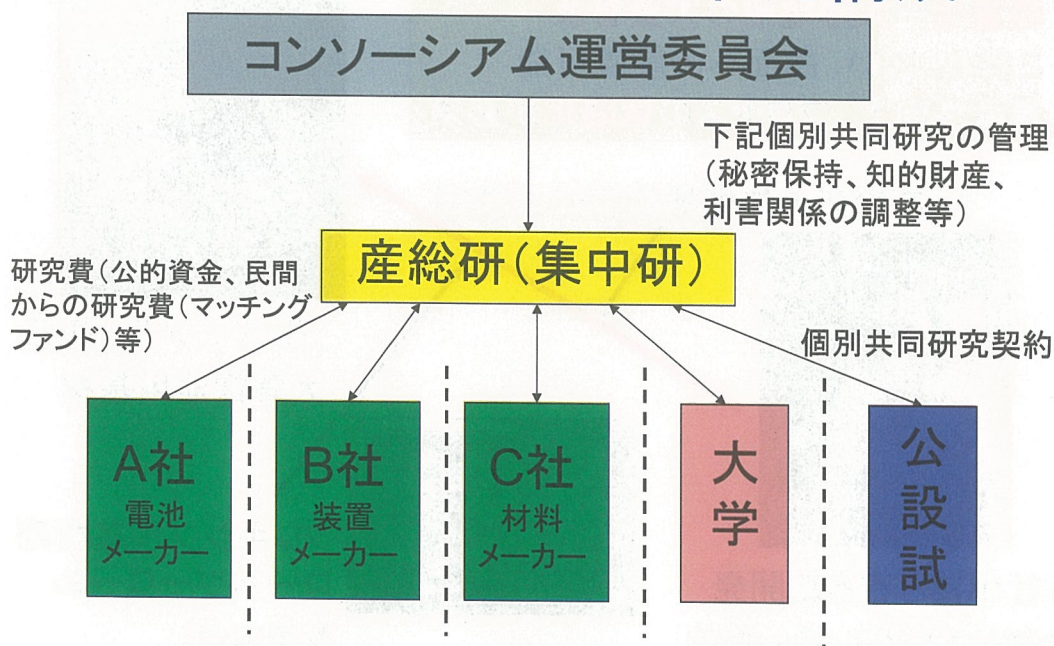 コンソーシアム運営委員会
下記個別共同研究の管理
（秘密保持、知的財産、
利害関係の調整等）
産総研（集中研）
研究費（公的資金、民間
からの研究費（マッチング
ファンド）等）
個別共同研究契約
A社
電池
メーカー
B社
装置
メーカー
C社
材料
メーカー
大
学
公
設
試